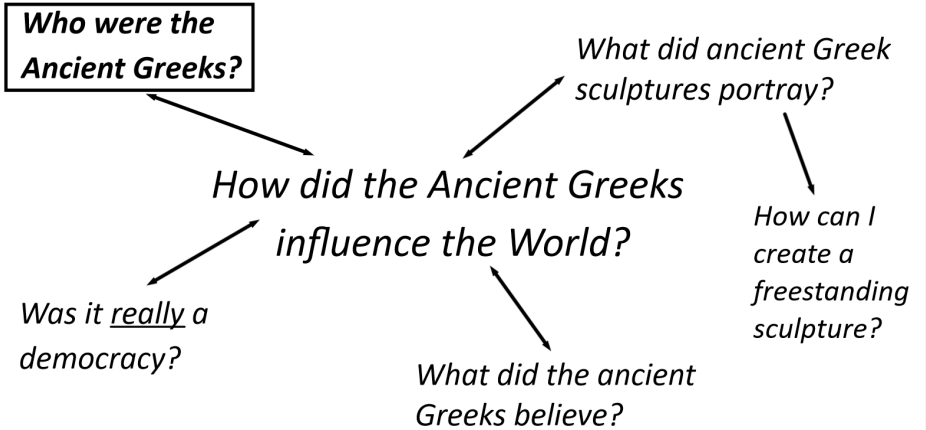 Who were the
Ancient Greeks?
What did ancient Greek
sculptures portray?
How did the Ancient Greeks
influence the World?
How can I
create a
freestanding
sculpture?
Was it really a
democracy?
What did the ancient
Greeks believe?